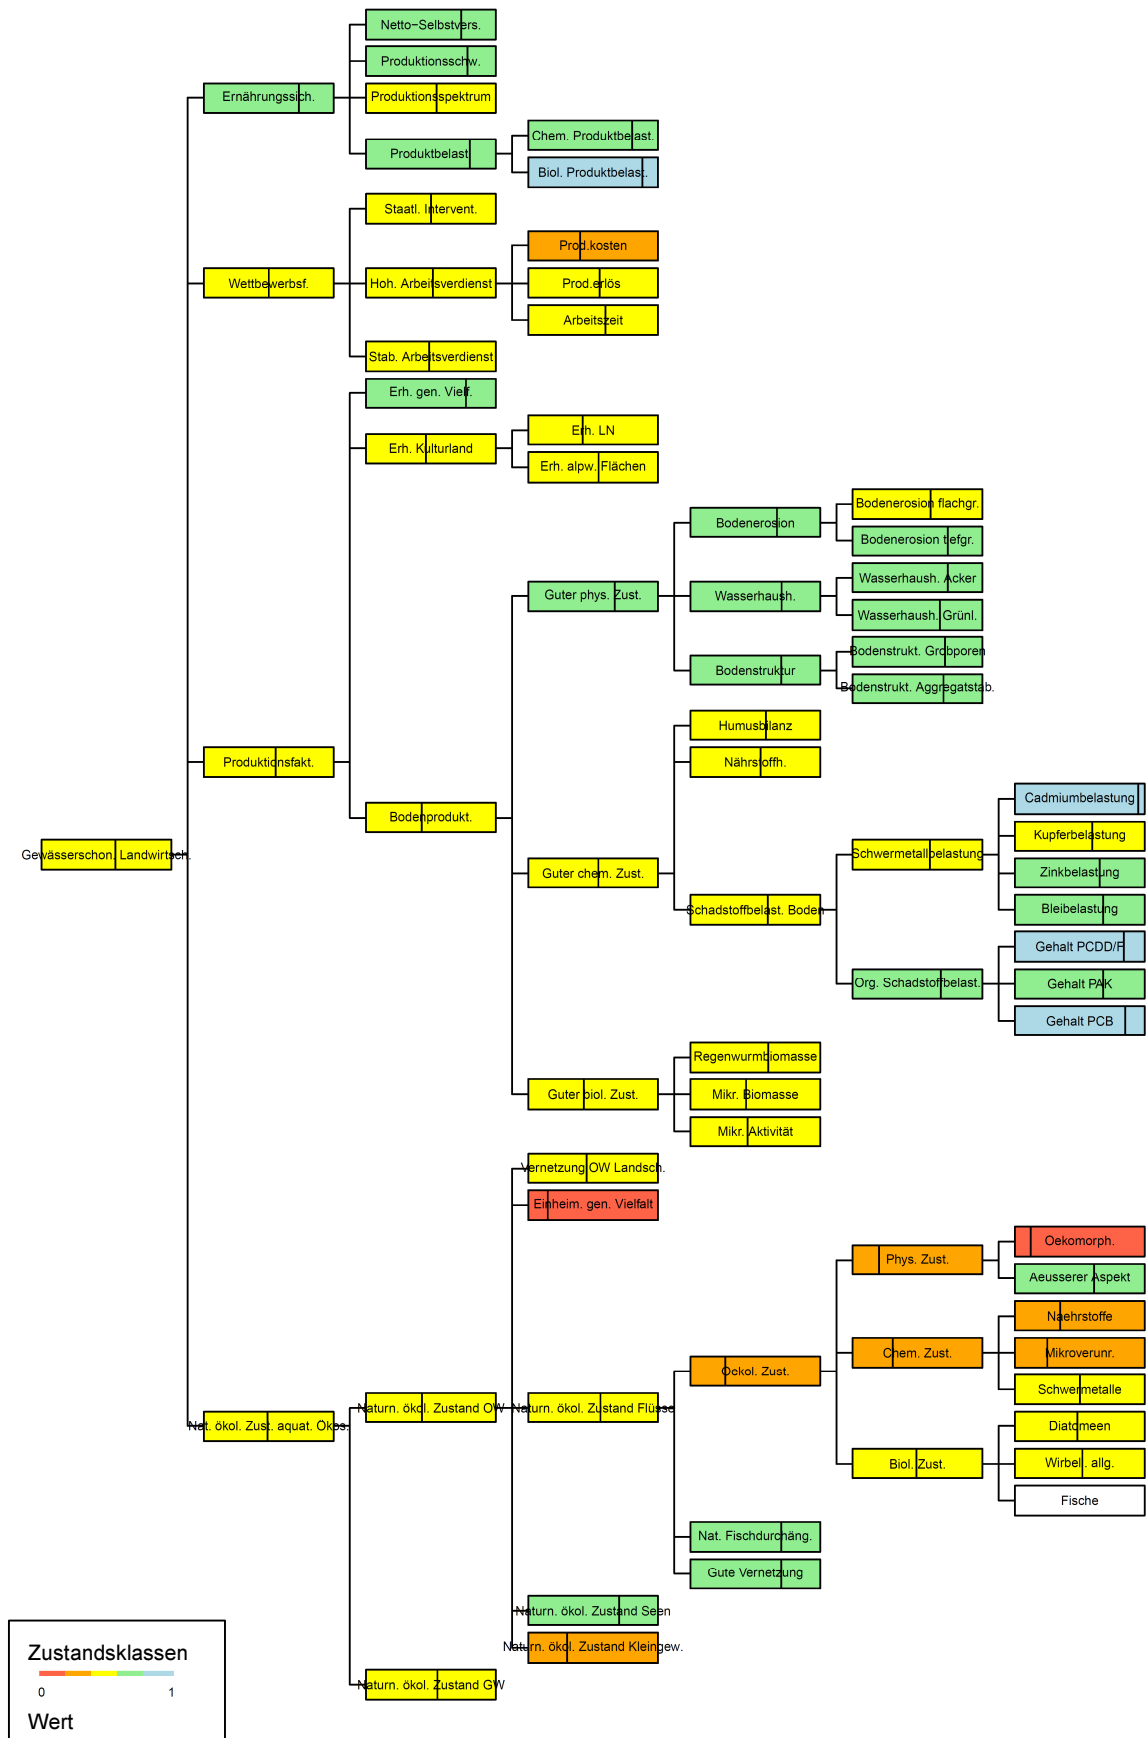 Netto−Selbstvers.
Produktionsschw.
Ernährungssich.
Produktionsspektrum
Chem. Produktbelast.
Produktbelast
Biol. Produktbelast.
Staatl. Intervent.
Prod.kosten
Wettbewerbsf.
Hoh. Arbeitsverdienst
Prod.erlös
Arbeitszeit
Stab. Arbeitsverdienst
Erh. gen. Vielf.
Erh. LN
Erh. Kulturland
Erh. alpw. Flächen
Bodenerosion flachgr.
Bodenerosion
Bodenerosion tiefgr.
Wasserhaush. Acker
Guter phys. Zust.
Wasserhaush.
Wasserhaush. Grünl.
Bodenstrukt. Grobporen
Bodenstruktur
Bodenstrukt. Aggregatstab.
Humusbilanz
Produktionsfakt.
Nährstoffh.
Cadmiumbelastung
Bodenprodukt.
Kupferbelastung
Gewässerschon. Landwirtsch.
Schwermetallbelastung
Guter chem. Zust.
Zinkbelastung
Schadstoffbelast. Boden
Bleibelastung
Gehalt PCDD/F
Org. Schadstoffbelast.
Gehalt PAK
Gehalt PCB
Regenwurmbiomasse
Guter biol. Zust.
Mikr. Biomasse
Mikr. Aktivität
Vernetzung OW Landsch.
Einheim. gen. Vielfalt
Oekomorph.
Phys. Zust.
Aeusserer Aspekt
Naehrstoffe
Chem. Zust.
Mikroverunr.
Oekol. Zust.
Schwermetalle
Naturn. ökol. Zustand OW
Naturn. ökol. Zustand Flüsse
Nat. ökol. Zust. aquat. Ökos.
Diatomeen
Biol. Zust.
Wirbell. allg.
Fische
Nat. Fischdurchäng.
Gute Vernetzung
Naturn. ökol. Zustand Seen
Naturn. ökol. Zustand Kleingew.
Naturn. ökol. Zustand GW
Zustandsklassen
0 1
Wert